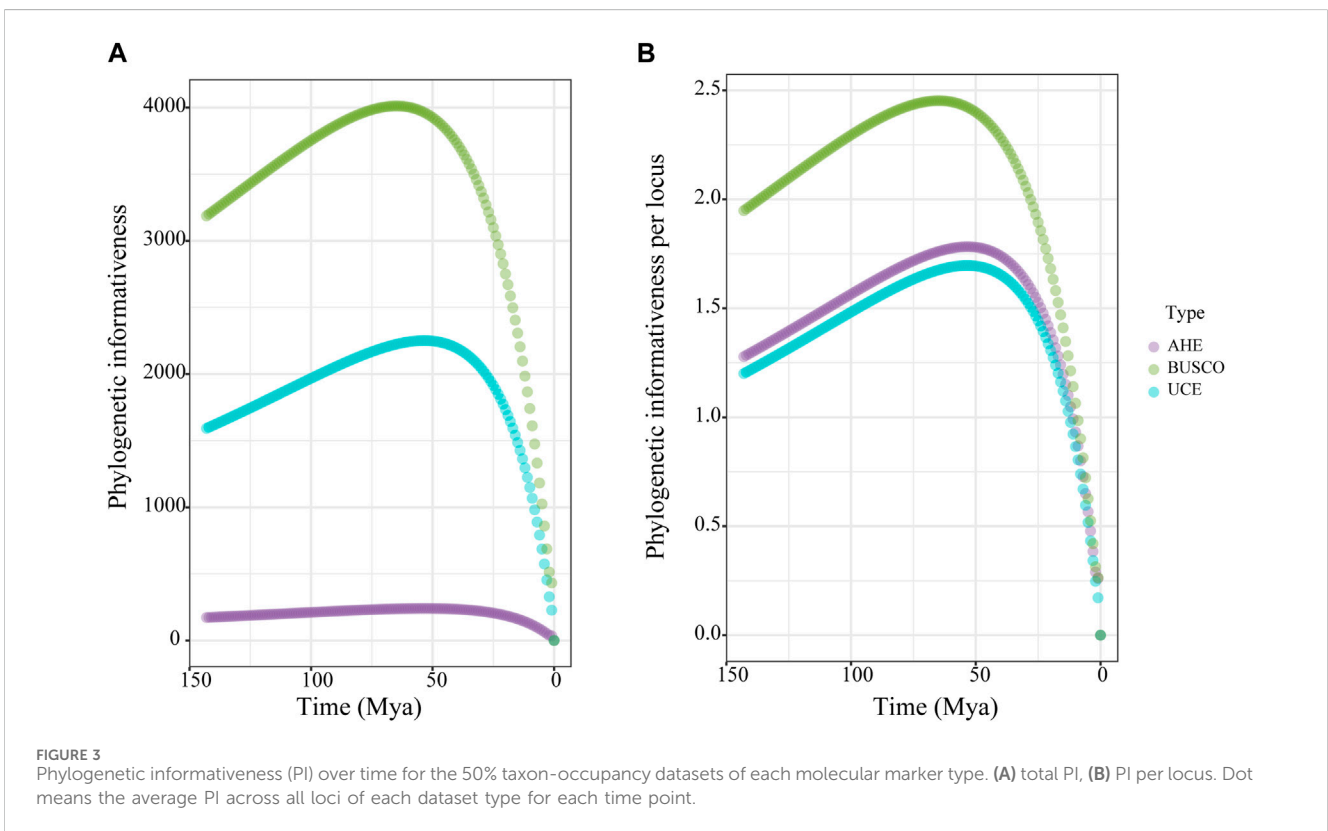 A
Phylogenetic informativeness
4000
3000
2000
1000
0
150 100 50 0
Time (Mya)
B
Phylogenetic informativeness per locus
2.5
2.0
1.5
1.0
0.5
0.0
150 100 50 0
Time (Mya)
Type
AHE
BUSCO
UCE
FIGURE 3
Phylogenetic informativeness (PI) over time for the 50% taxon-occupancy datasets of each molecular marker type. (A) total PI, (B) PI per locus. Dot
means the average PI across all loci of each dataset type for each time point.